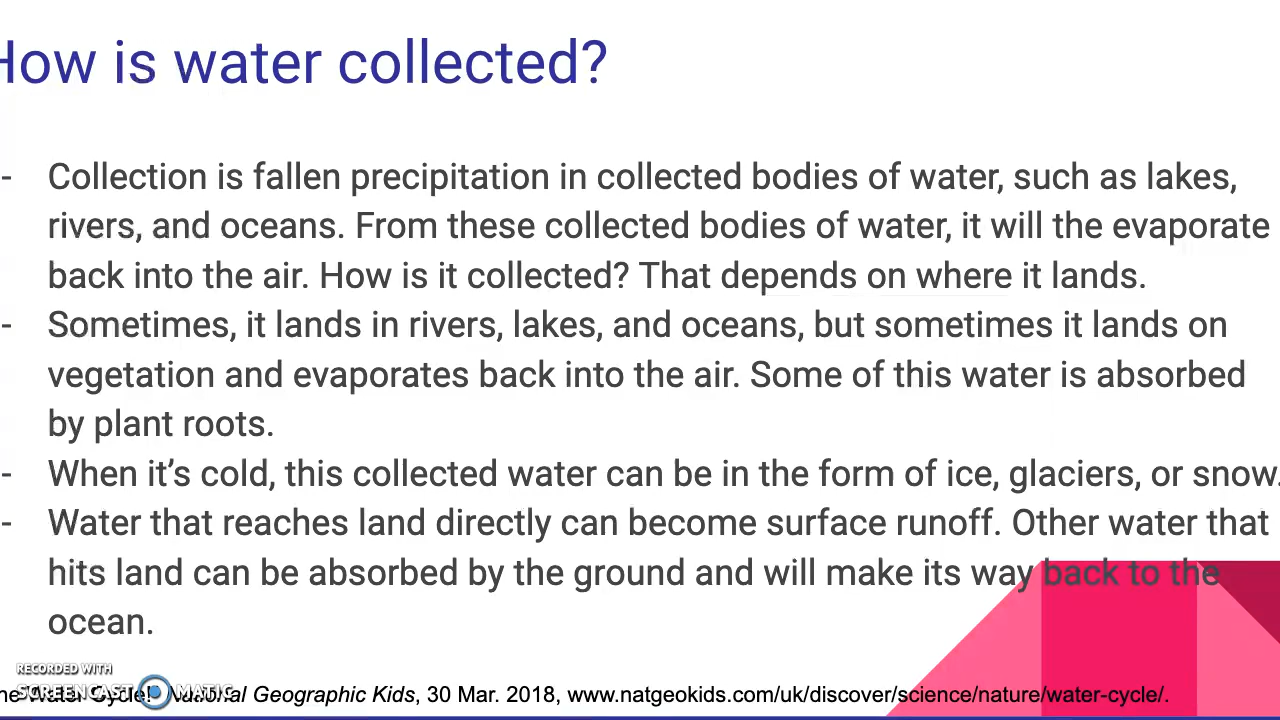 How is water collected?
- Collection is fallen precipitation in collected bodies of water, such as lakes,
rivers, and oceans. From these collected bodies of water, it will the evaporate
back into the air. How is it collected? That depends on where it lands.
- Sometimes, it lands in rivers, lakes, and oceans, but sometimes it lands on
vegetation and evaporates back into the air. Some of this water is absorbed
by plant roots.
- When it's cold, this collected water can be in the form of ice, glaciers, or snow.
- Water that reaches land directly can become surface runoff. Other water that
hits land can be absorbed by the ground and will make its way back to the
ocean.
RECORDED WITH
SCREENCAST MATIC
Water Cycle!" National Geographic Kids, 30 Mar. 2018, www.natgeokids.com/uk/discover/science/nature/water-cycle/.